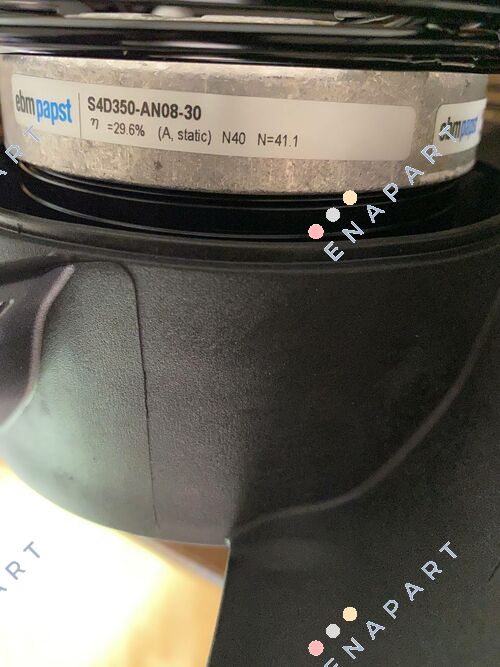 ebmpapst
S4D350-AN08-30
η =29.6% (A, static) N40 N=41.1
ebmpapst
ENAPART
ENAPART